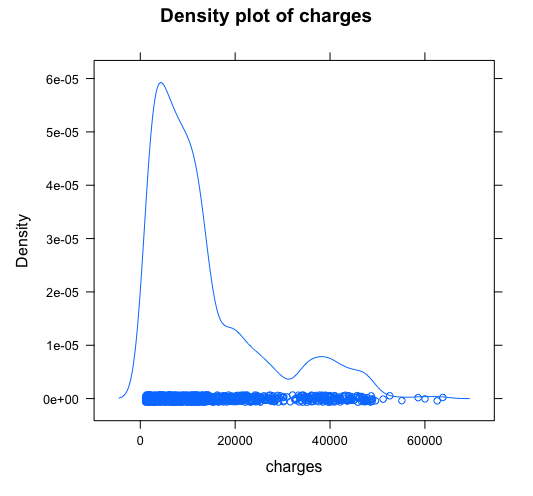 Density plot of charges
6e-05
5e-05
4e-05
3e-05
2e-05
1e-05
0e+00
Density
0 20000 40000 60000
charges